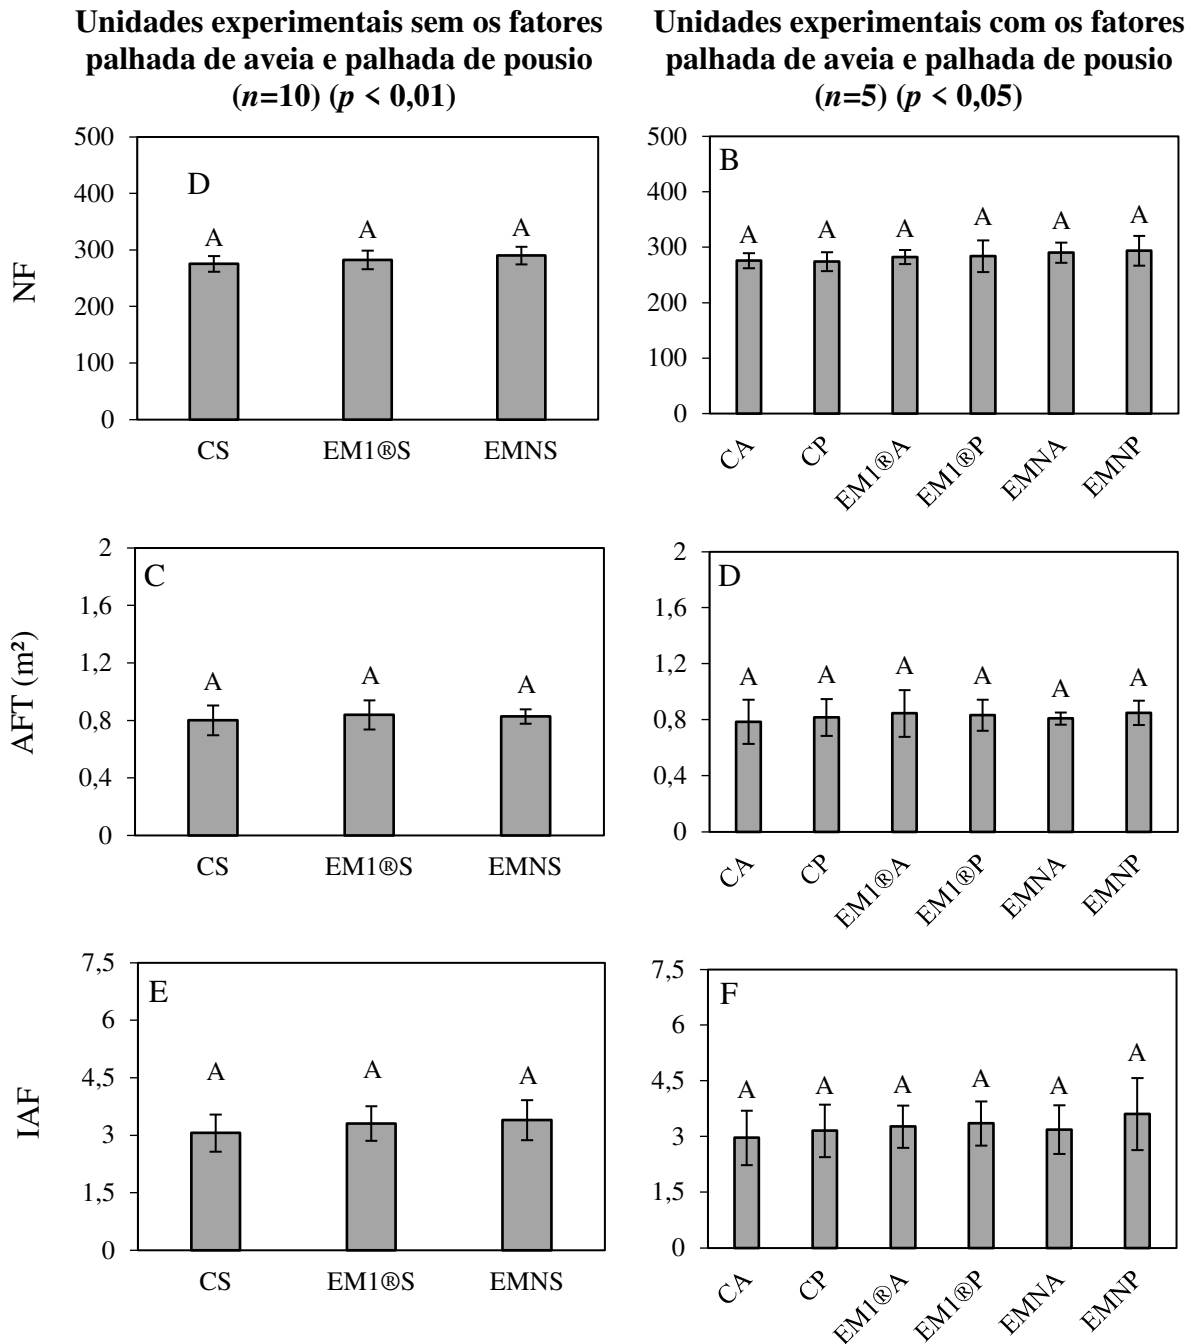 Unidades experimentais sem os fatores
palhada de aveia e palhada de pousio
(n=10) (p < 0,01)
Unidades experimentais com os fatores
palhada de aveia e palhada de pousio
(n=5) (p < 0,05)
NF
500
400
300
200
100
0
D
A
A
A
CS
EM1®S
EMNS
500
400
300
200
100
0
B
A
A
A
A
A
A
CA
CP
EM1®A
EM1®P
EMNA
EMNP
AFT (m²)
2
1,6
1,2
0,8
0,4
0
C
A
A
A
CS
EM1®S
EMNS
2
1,6
1,2
0,8
0,4
0
D
A
A
A
A
A
A
CA
CP
EM1®A
EM1®P
EMNA
EMNP
IAF
7,5
6
4,5
3
1,5
0
E
A
A
A
CS
EM1®S
EMNS
7,5
6
4,5
3
1,5
0
F
A
A
A
A
A
A
CA
CP
EM1®A
EM1®P
EMNA
EMNP